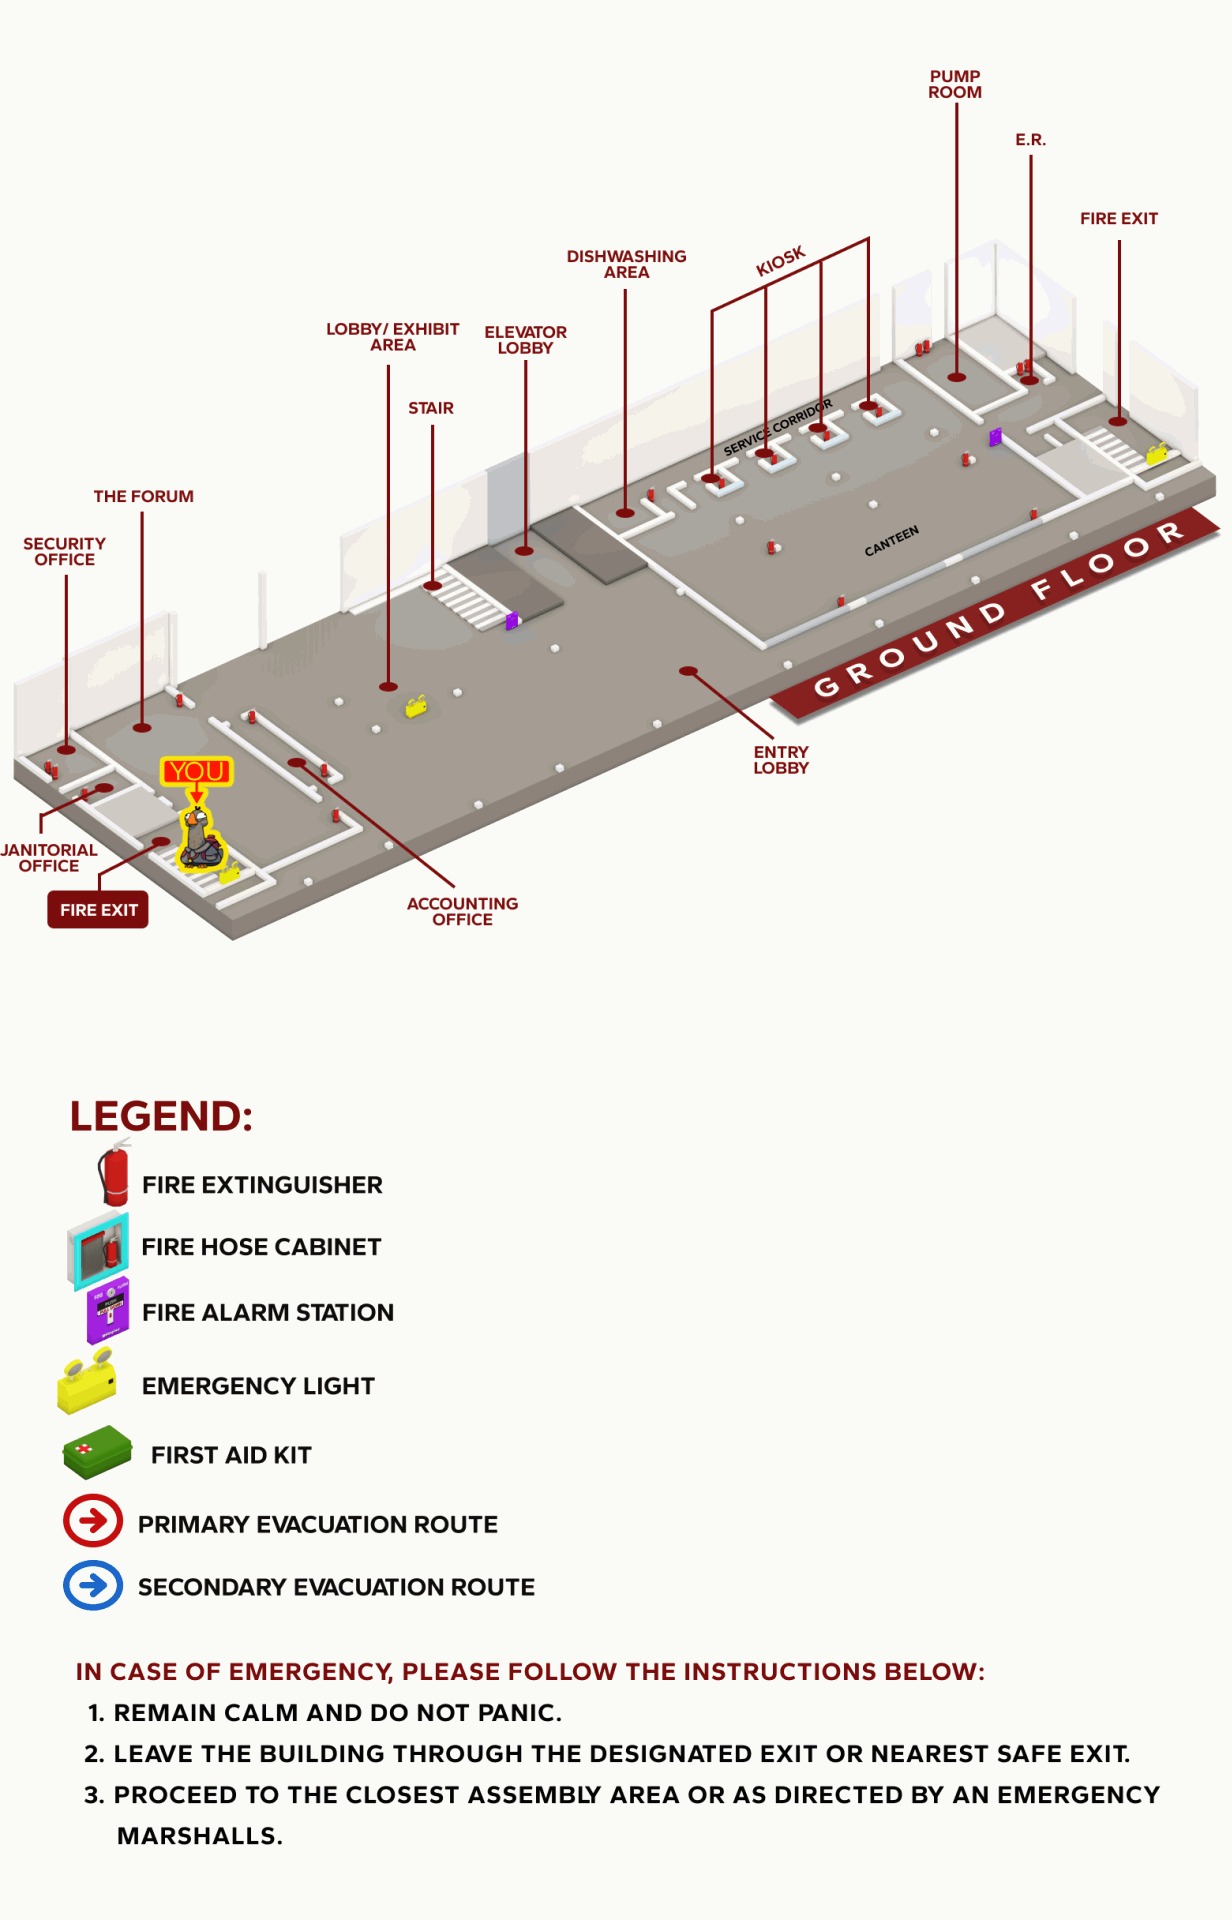 PUMP
ROOM
E.R.
FIRE EXIT
KIOSK
DISHWASHING
AREA
LOBBY/ EXHIBIT
AREA
ELEVATOR
LOBBY
STAIR
SERVICE CORRIDOR
THE FORUM
SECURITY
OFFICE
CANTEEN
GROUND FLOOR
ENTRY
LOBBY
YOU
JANITORIAL
OFFICE
FIRE EXIT
ACCOUNTING
OFFICE
LEGEND:
FIRE EXTINGUISHER
FIRE HOSE CABINET
FIRE ALARM STATION
EMERGENCY LIGHT
FIRST AID KIT
PRIMARY EVACUATION ROUTE
SECONDARY EVACUATION ROUTE
IN CASE OF EMERGENCY, PLEASE FOLLOW THE INSTRUCTIONS BELOW:
1. REMAIN CALM AND DO NOT PANIC.
2. LEAVE THE BUILDING THROUGH THE DESIGNATED EXIT OR NEAREST SAFE EXIT.
3. PROCEED TO THE CLOSEST ASSEMBLY AREA OR AS DIRECTED BY AN EMERGENCY
MARSHALLS.